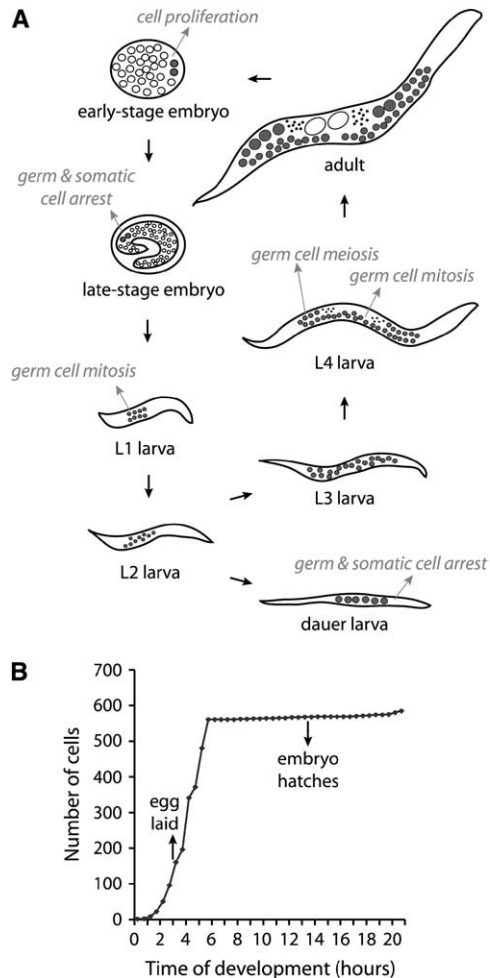 A
cell proliferation
early-stage embryo
germ & somatic
cell arrest
late-stage embryo
germ cell mitosis
L1 larva
L2 larva
adult
germ cell meiosis
germ cell mitosis
L4 larva
L3 larva
germ & somatic cell arrest
dauer larva
B
700
600
500
400
300
200
100
0
Number of cells
egg
laid
embryo
hatches
0 2 4 6 8 10 12 14 16 18 20
Time of development (hours)